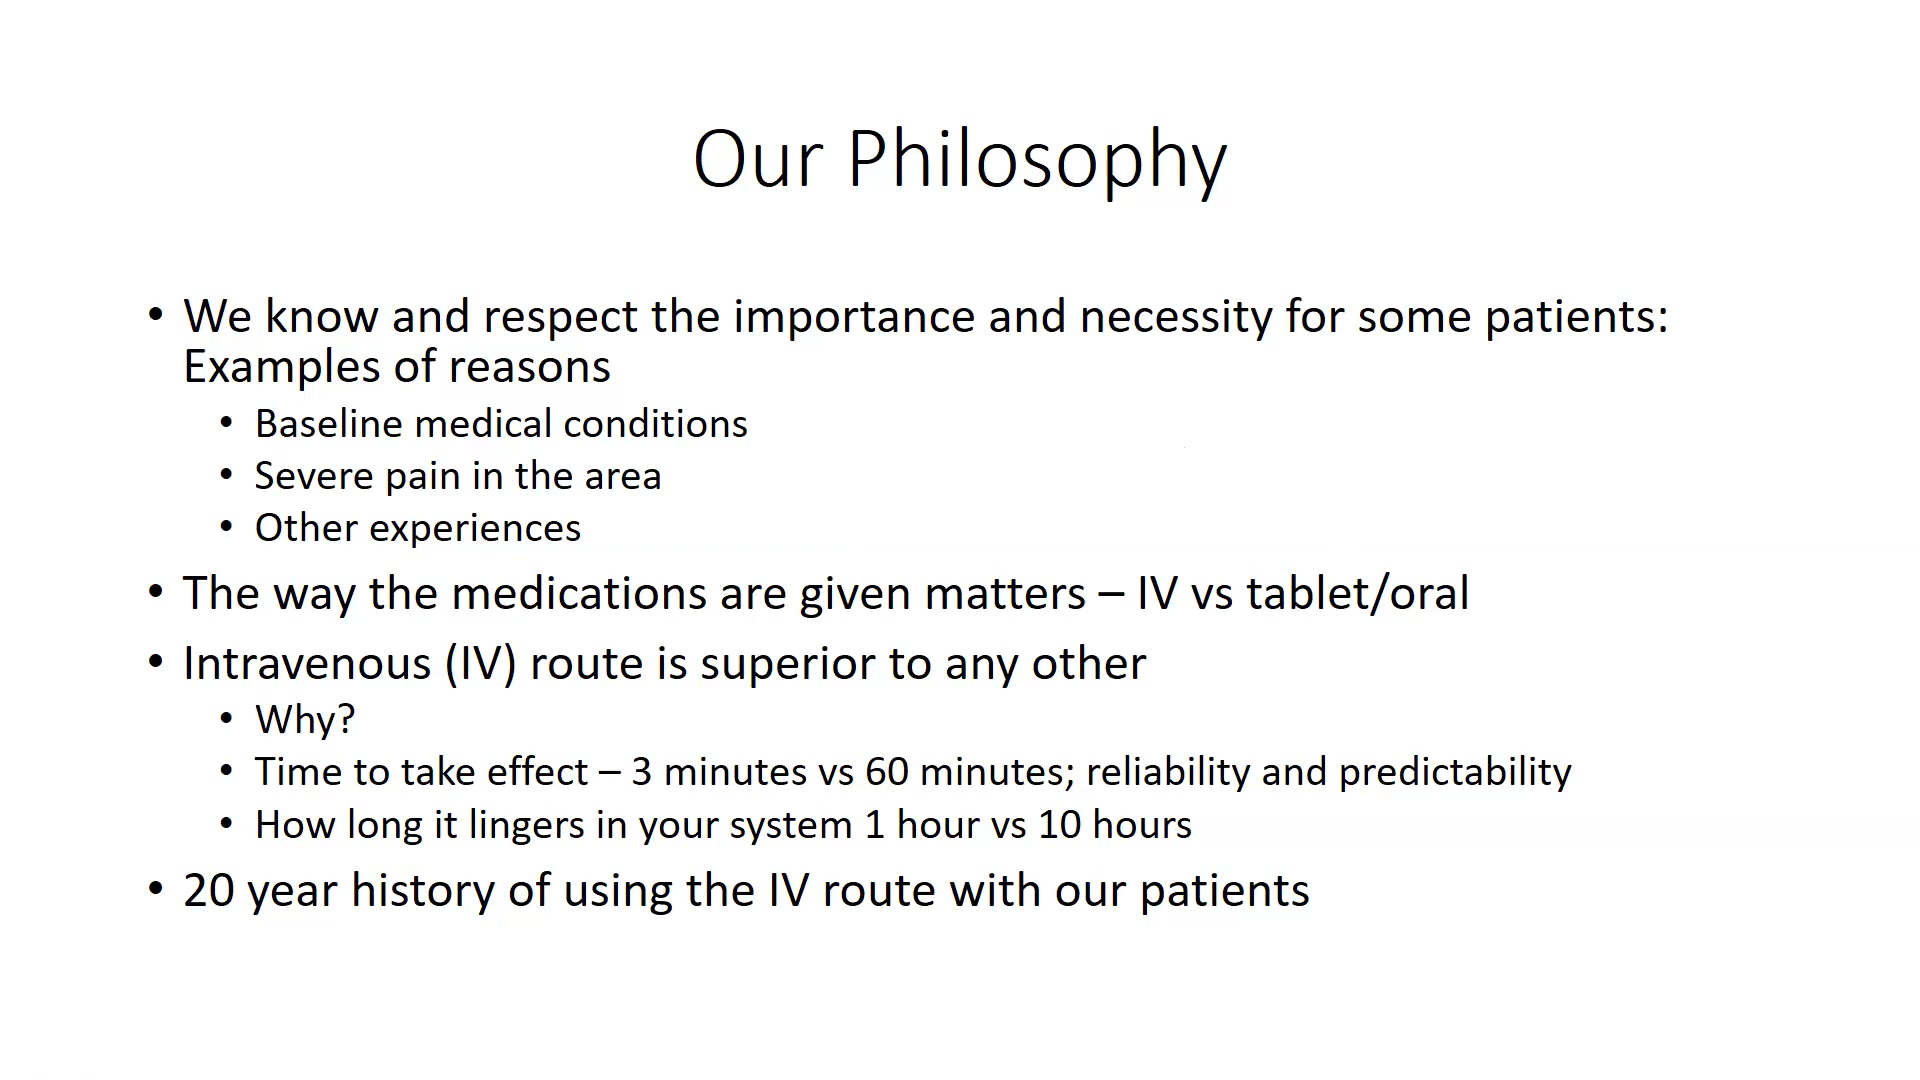 Our Philosophy
• We know and respect the importance and necessity for some patients:
Examples of reasons
• Baseline medical conditions
• Severe pain in the area
• Other experiences
• The way the medications are given matters – IV vs tablet/oral
• Intravenous (IV) route is superior to any other
• Why?
• Time to take effect – 3 minutes vs 60 minutes; reliability and predictability
• How long it lingers in your system 1 hour vs 10 hours
• 20 year history of using the IV route with our patients